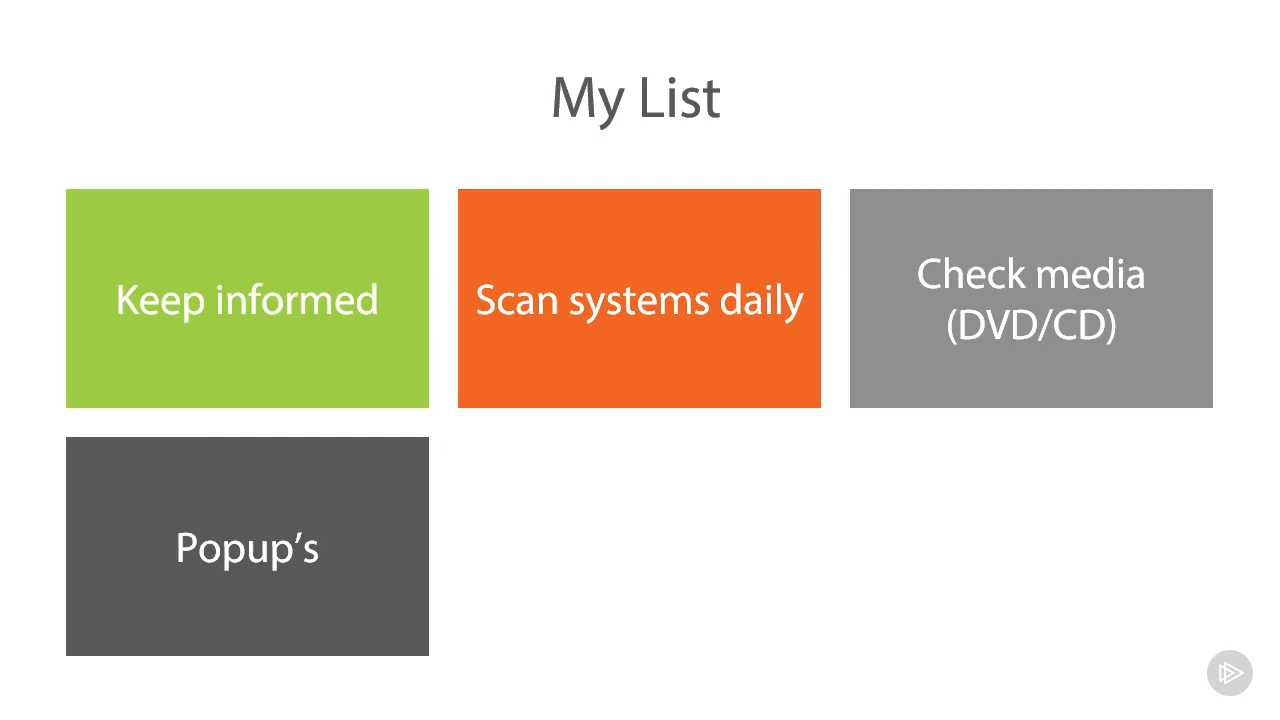 My List
Keep informed
Scan systems daily
Check media
(DVD/CD)
Popup’s